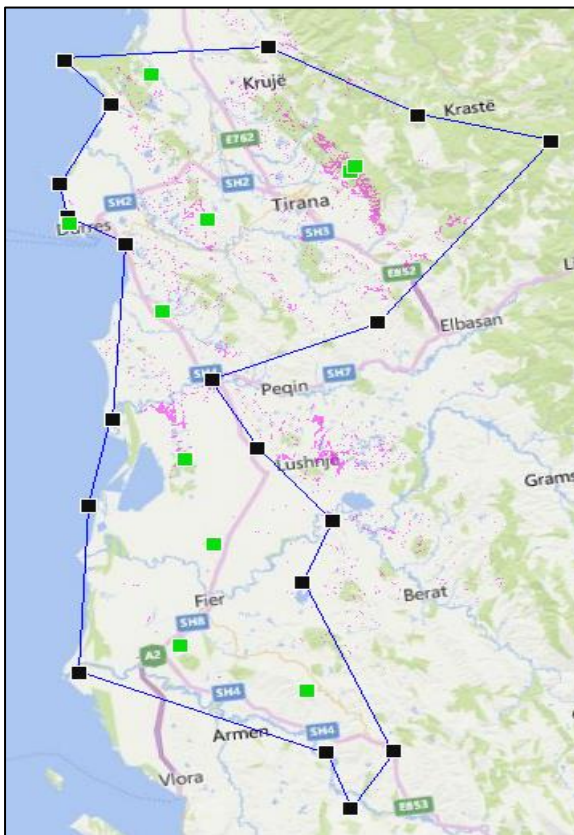 Krujë
Krastë
E762
SH2
Tirana
SH2
Durres
SH3
E852
Elbasan
SH4
Peqin
SH7
Lushnje
Grams
Fier
Berat
SH8
A2
SH4
Armen
SH4
Vlora
E853